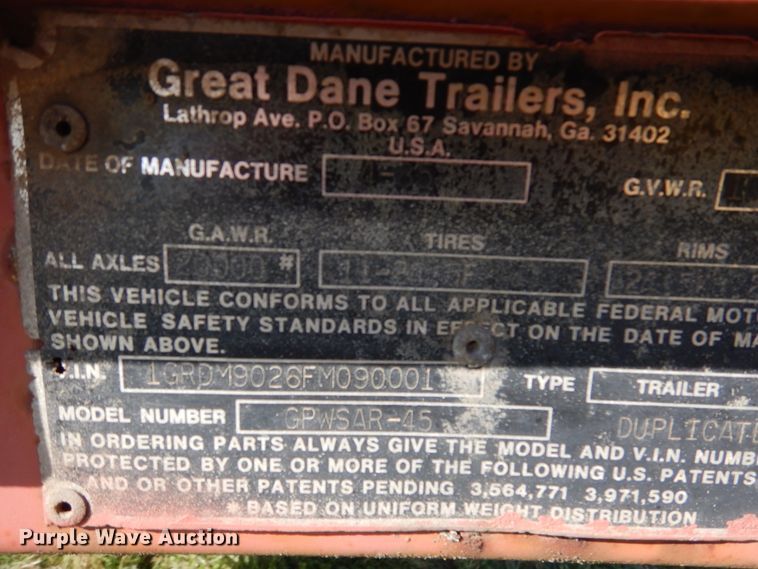 MANUFACTURED BY
Great Dane Trailers, Inc.
Lathrop Ave. P.O. Box 67 Savannah, Ga. 31402
U.S.A.
DATE OF MANUFACTURE G.V.W.R.
G.A.W.R. TIRES RIMS
ALL AXLES #
THIS VEHICLE CONFORMS TO ALL APPLICABLE FEDERAL MOTO
VEHICLE SAFETY STANDARDS IN EFFECT ON THE DATE OF MA
SHOWN ABOVE.
V.I.N. 1GRDM9026FM090001 TYPE TRAILER
MODEL NUMBER GPWSAR-45 DUPLICATE
IN ORDERING PARTS ALWAYS GIVE THE MODEL AND V.I.N. NUMB
PROTECTED BY ONE OR MORE OF THE FOLLOWING U.S. PATENTS
AND OR OTHER PATENTS PENDING 3,564,771 3,971,590
* BASED ON UNIFORM WEIGHT DISTRIBUTION
Purple Wave Auction